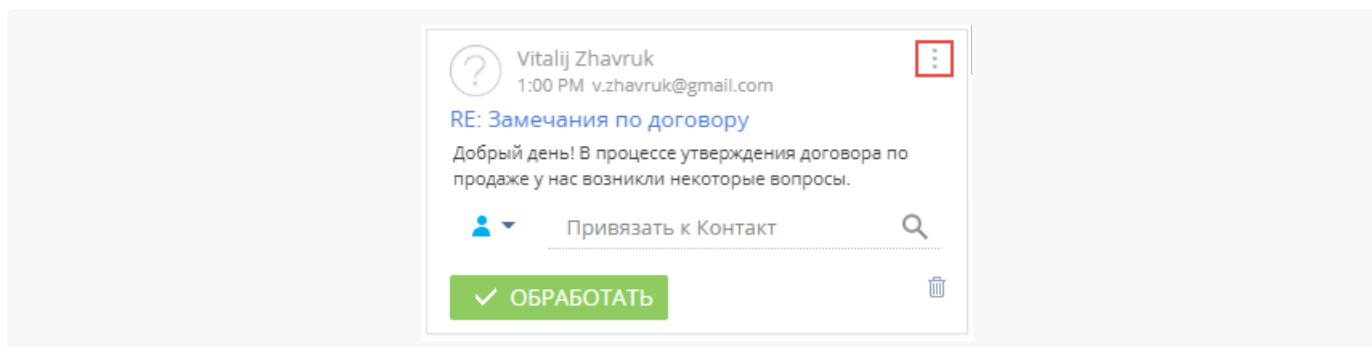 Vitalij Zhavruk
1:00 PM v.zhavruk@gmail.com
RE: Замечания по договору
Добрый день! В процессе утверждения договора по
продаже у нас возникли некоторые вопросы.
Привязать к Контакт
ОБРАБОТАТЬ